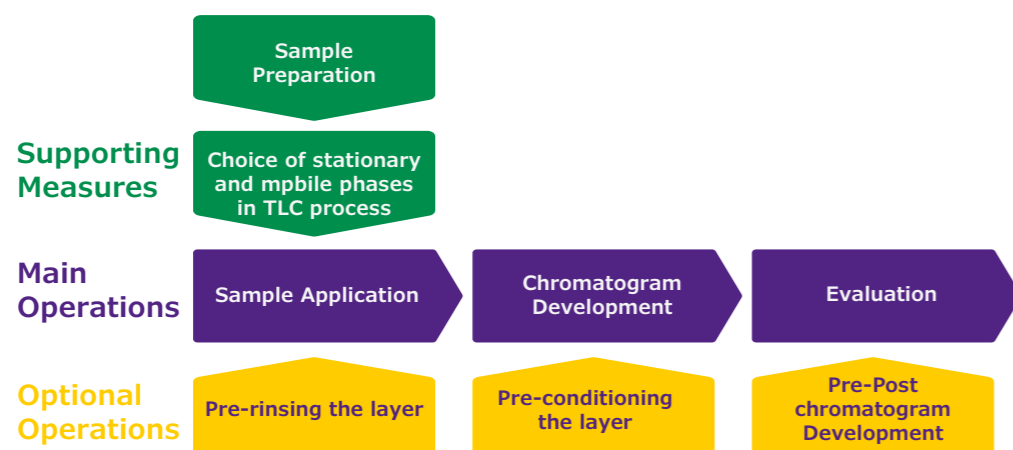 Sample
Preparation
Supporting
Measures
Choice of stationary
and mpbile phases
in TLC process
Main
Operations
Sample Application
Chromatogram
Development
Evaluation
Optional
Operations
Pre-rinsing the layer
Pre-conditioning
the layer
Pre-Post
chromatogram
Development